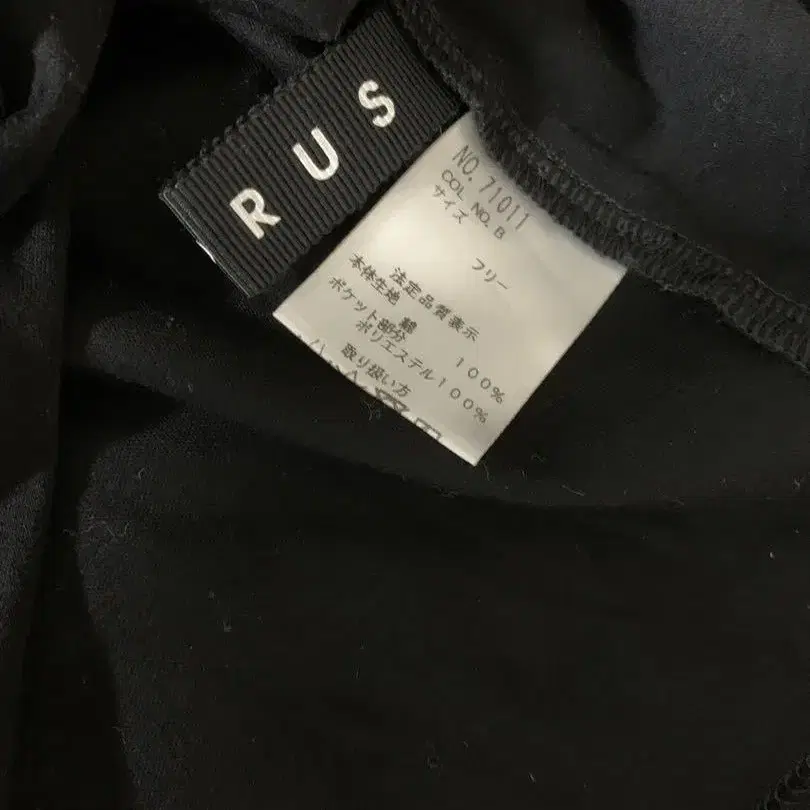 RUS
NO. 71011
COL NO. B
サイズ
フリー
法定品質表示
本体生地 綿 100%
ポケット部分
ポリエステル100%
取り扱い方